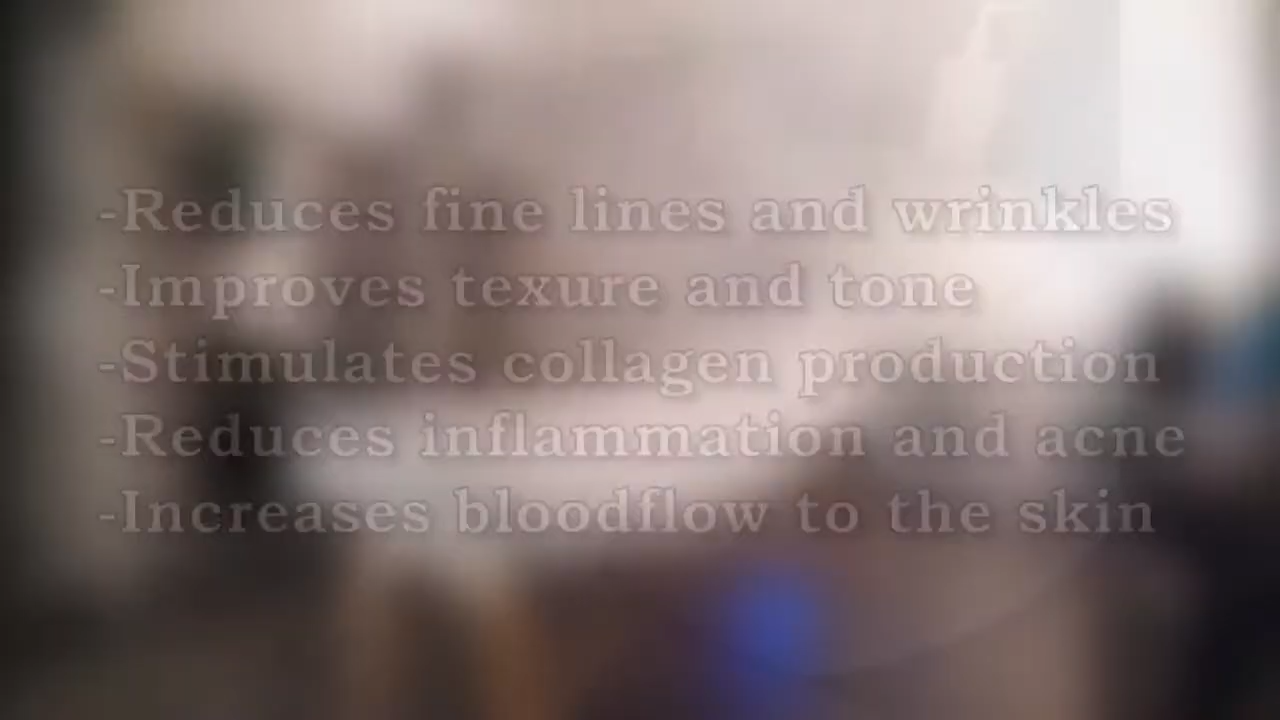 -Reduces fine lines and wrinkles
-Improves texure and tone
-Stimulates collagen production
-Reduces inflammation and acne
-Increases bloodflow to the skin